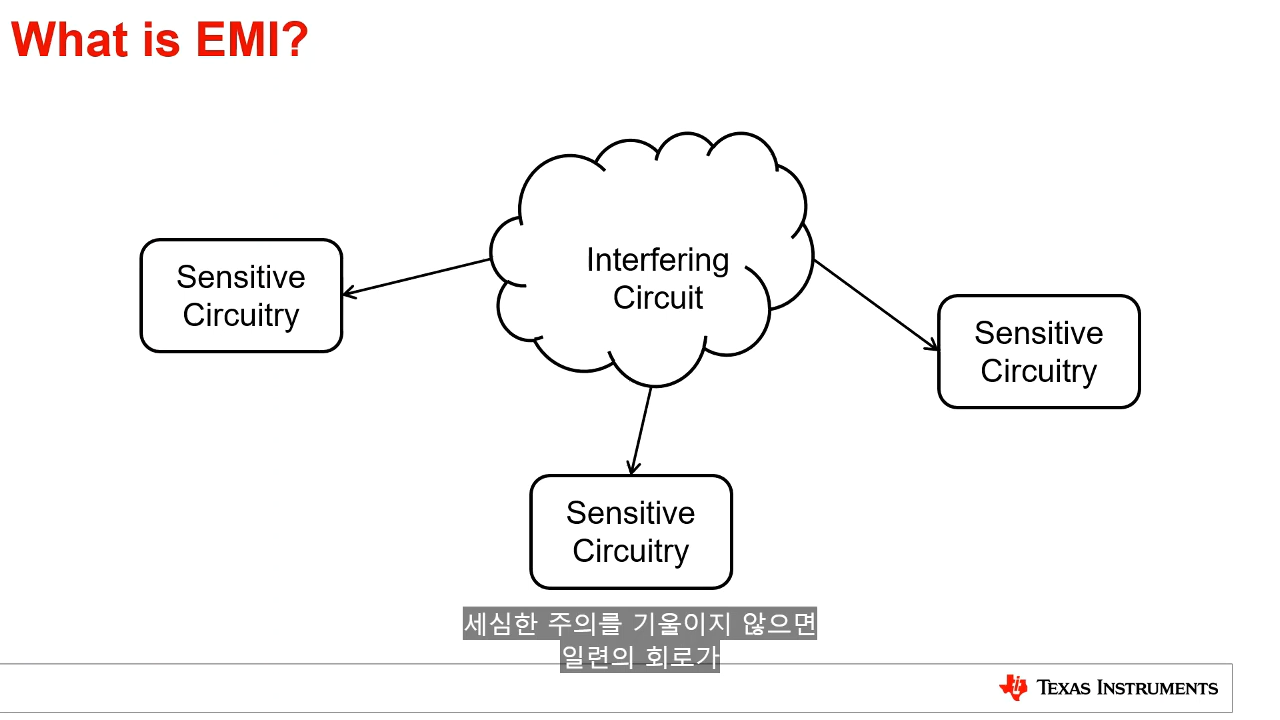 What is EMI?
Interfering
Circuit
Sensitive
Circuitry
Sensitive
Circuitry
Sensitive
Circuitry
세심한 주의를 기울이지 않으면
일련의 회로가
TEXAS INSTRUMENTS